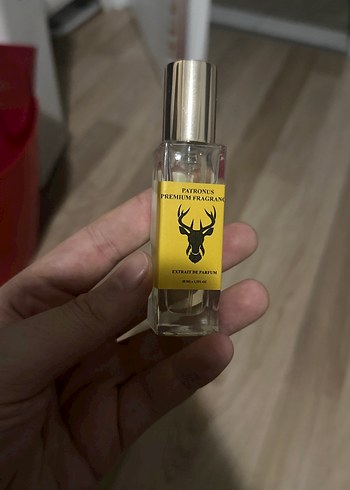 PATRONUS
PREMIUM FRAGRANC
EXTRAIT DE PARFUM